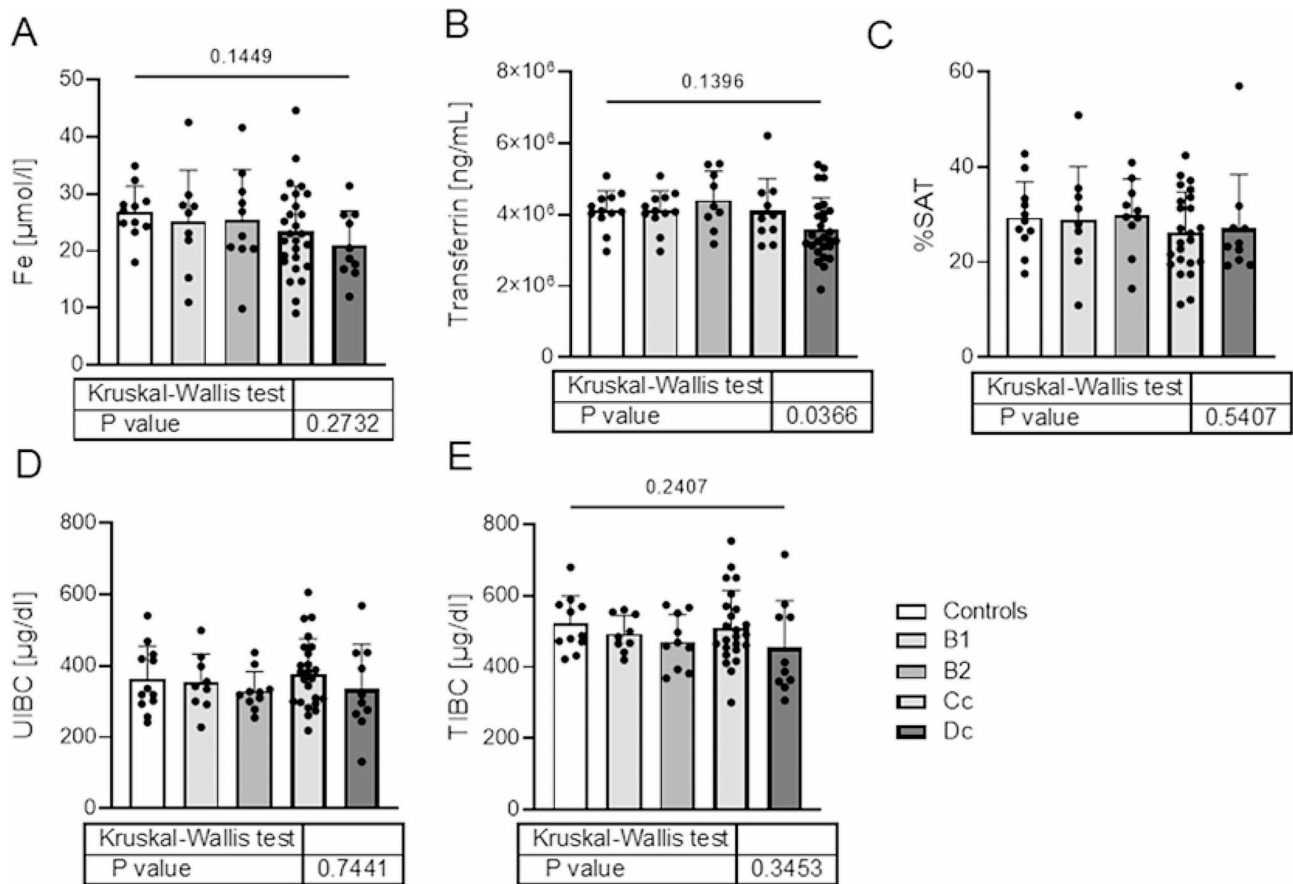 A
0.1449
50
40
30
20
10
0
Fe [µmol/l]
Kruskal-Wallis test
P value 0.2732
B
0.1396
8×10⁶
6×10⁶
4×10⁶
2×10⁶
0
Transferrin [ng/mL]
Kruskal-Wallis test
P value 0.0366
C
60
40
20
0
%SAT
Kruskal-Wallis test
P value 0.5407
D
800
600
400
200
0
UIBC [µg/dl]
Kruskal-Wallis test
P value 0.7441
E
0.2407
800
600
400
200
0
TIBC [µg/dl]
Kruskal-Wallis test
P value 0.3453
Controls
B1
B2
Cc
Dc